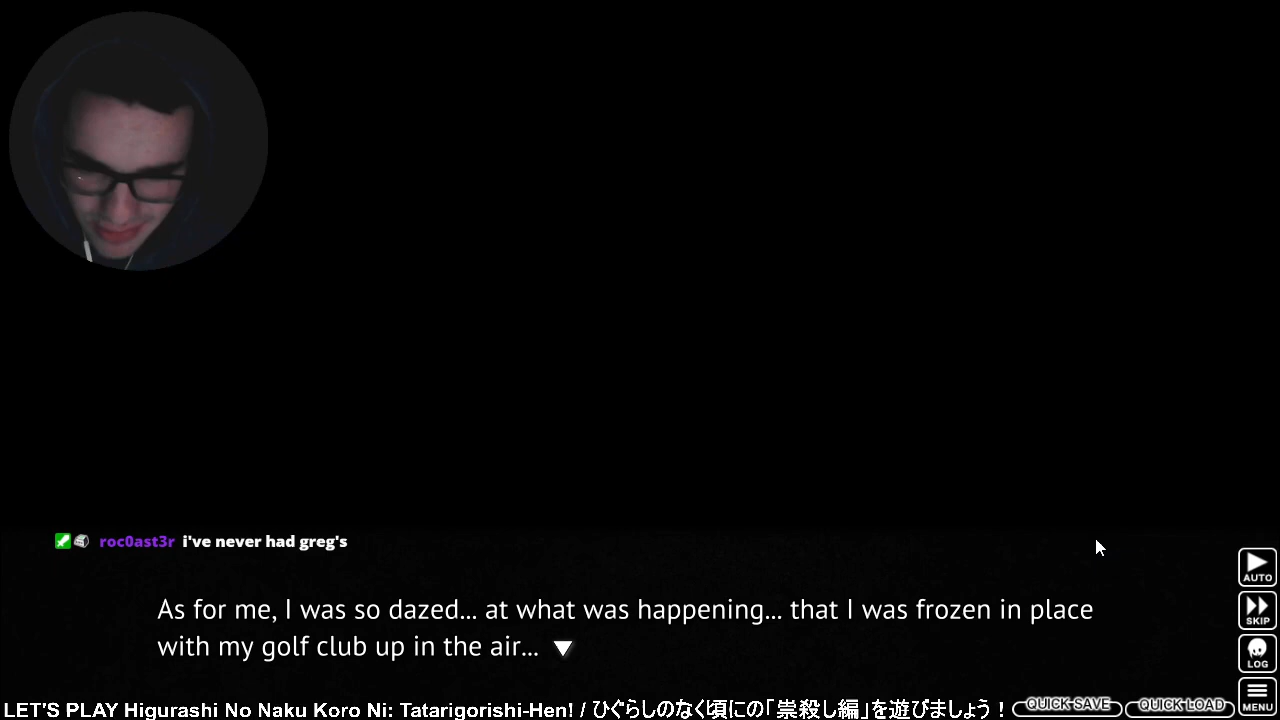 roc0ast3r i've never had greg's
As for me, I was so dazed... at what was happening... that I was frozen in place
with my golf club up in the air...
AUTO
SKIP
LOG
MENU
LET'S PLAY Higurashi No Naku Koro Ni: Tatarigorishi-Hen! / ひぐらしのなく頃にの「祟殺し編」を遊びましょう！
QUICK SAVE
QUICK LOAD